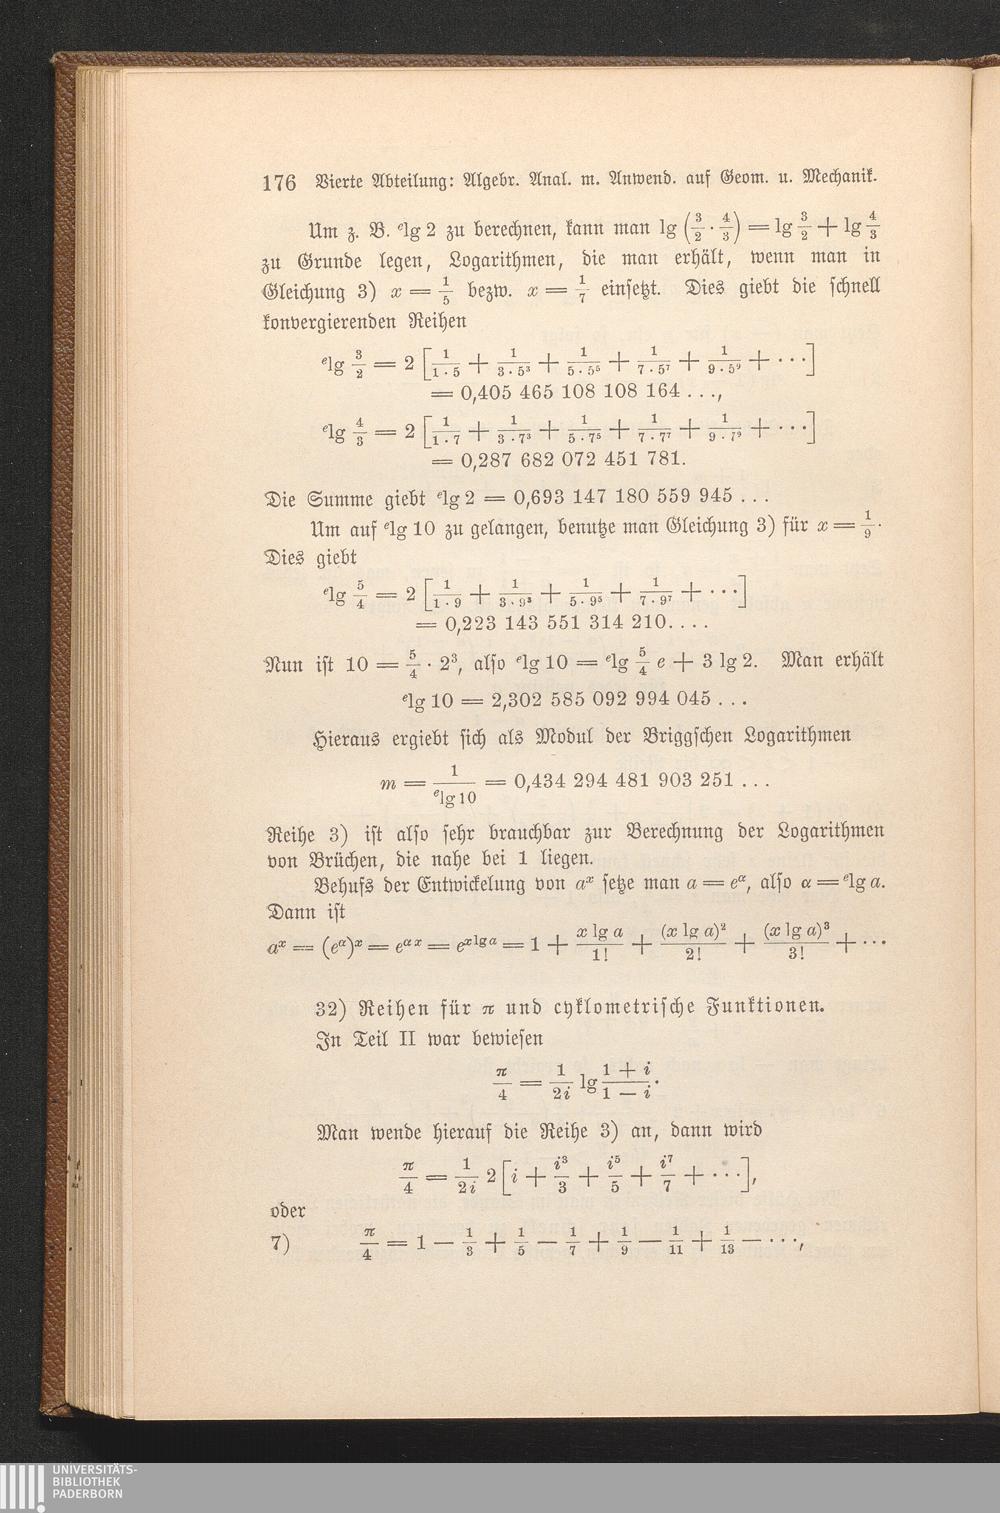 176 Vierte Abteilung: Algebr. Anal. m. Anwend. auf Geom. u. Mechanik.
Um z. B. ᵉlg 2 zu berechnen, kann man lg (3/2 · 4/3) = lg 3/2 + lg 4/3
zu Grunde legen, Logarithmen, die man erhält, wenn man in
Gleichung 3) x = 1/5 bezw. x = 1/7 einsetzt. Dies giebt die schnell
konvergierenden Reihen
ᵉlg 3/2 = 2 [1/(1·5) + 1/(3·5³) + 1/(5·5⁵) + 1/(7·5⁷) + 1/(9·5⁹) + · · ·]
= 0,405 465 108 108 164 . . .,
ᵉlg 4/3 = 2 [1/(1·7) + 1/(3·7³) + 1/(5·7⁵) + 1/(7·7⁷) + 1/(9·7⁹) + · · ·]
= 0,287 682 072 451 781.
Die Summe giebt ᵉlg 2 = 0,693 147 180 559 945 . . .
Um auf ᵉlg 10 zu gelangen, benutze man Gleichung 3) für x = 1/9.
Dies giebt
ᵉlg 5/4 = 2 [1/(1·9) + 1/(3·9³) + 1/(5·9⁵) + 1/(7·9⁷) + · · ·]
= 0,223 143 551 314 210. . . .
Nun ist 10 = 5/4 · 2³, also ᵉlg 10 = ᵉlg 5/4 e + 3 lg 2. Man erhält
ᵉlg 10 = 2,302 585 092 994 045 . . .
Hieraus ergiebt sich als Modul der Briggschen Logarithmen
m = 1/(ᵉlg 10) = 0,434 294 481 903 251 . . .
Reihe 3) ist also sehr brauchbar zur Berechnung der Logarithmen
von Brüchen, die nahe bei 1 liegen.
Behufs der Entwickelung von aˣ setze man a = e^α, also α = ᵉlg a.
Dann ist
aˣ = (e^α)ˣ = e^(αx) = e^(x lg a) = 1 + (x lg a)/1! + (x lg a)²/2! + (x lg a)³/3! + · · ·
32) Reihen für π und cyklometrische Funktionen.
In Teil II war bewiesen
π/4 = 1/(2i) lg (1 + i)/(1 — i).
Man wende hierauf die Reihe 3) an, dann wird
π/4 = 1/(2i) 2 [i + i³/3 + i⁵/5 + i⁷/7 + · · ·],
oder
7) π/4 = 1 — 1/3 + 1/5 — 1/7 + 1/9 — 1/11 + 1/13 — · · ·,
UNIVERSITÄTS-
BIBLIOTHEK
PADERBORN